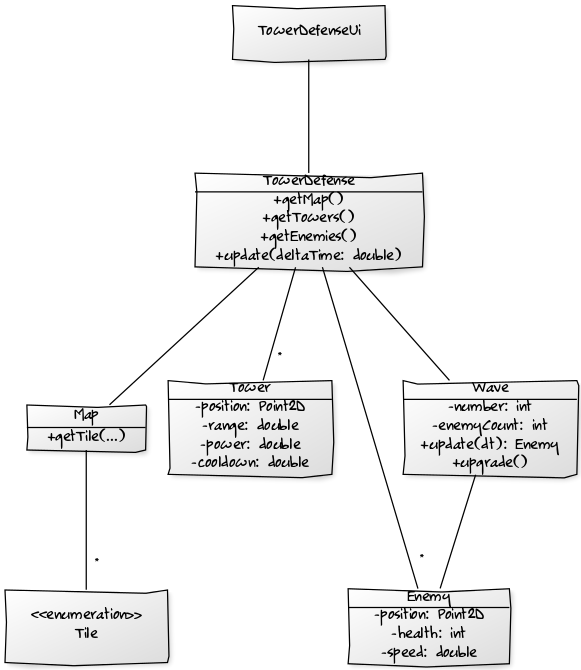 TowerDefenseUi
TowerDefense
+getMap()
+getTowers()
+getEnemies()
+update(deltaTime: double)
*
Tower
-position: Point2D
-range: double
-power: double
-cooldown: double
Wave
-number: int
-enemyCount: int
+update(dt): Enemy
+upgrade()
Map
+getTile(...)
*
*
<<enumeration>>
Tile
Enemy
-position: Point2D
-health: int
-speed: double